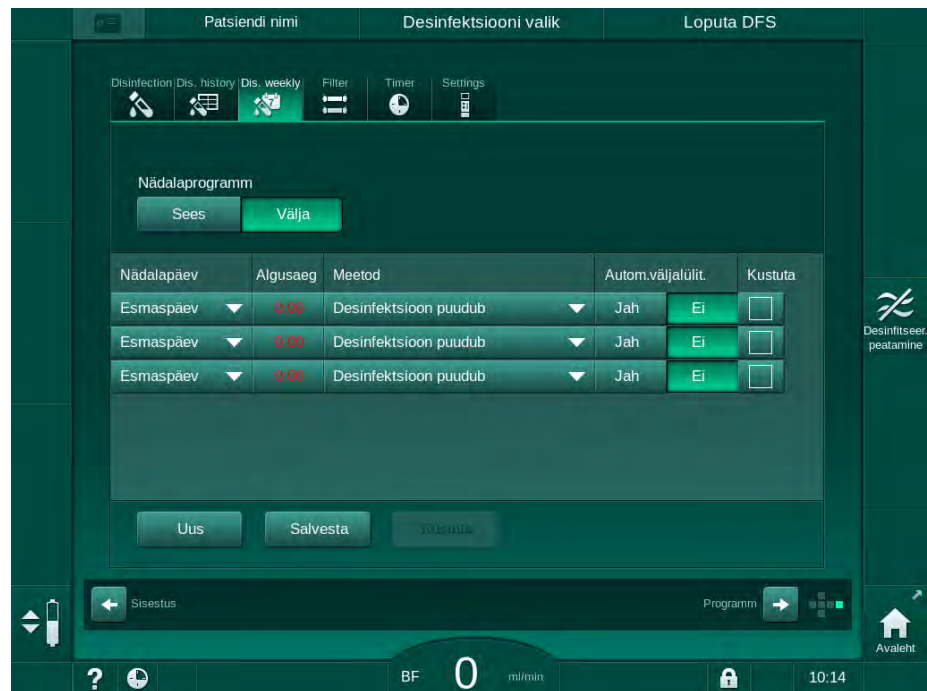 Patsiendi nimi Desinfektsiooni valik Loputa DFS
Disinfection Dis. history Dis. weekly Filter Timer Settings
7
Nädalaprogramm
Sees Välja
Nädalapäev Algusaeg Meetod Autom.väljalülit. Kustuta
Esmaspäev 0:00 Desinfektsioon puudub Jah Ei
Esmaspäev 0:00 Desinfektsioon puudub Jah Ei
Esmaspäev 0:00 Desinfektsioon puudub Jah Ei
Desinfitseer.
peatamine
Uus Salvesta
Sisestus Programm
Avaleht
? BF 0 ml/min 10:14